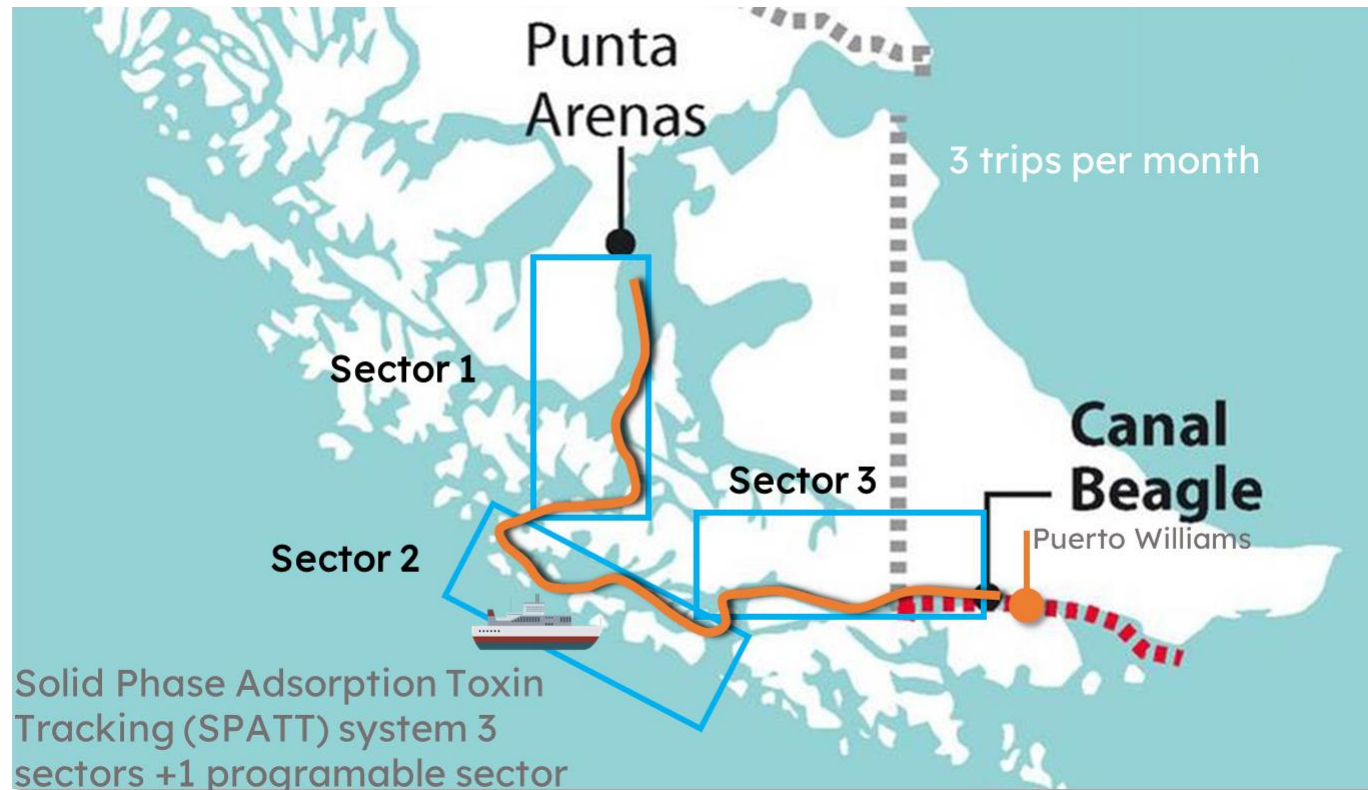 Punta
Arenas
3 trips per month
Sector 1
Canal
Beagle
Sector 3
Puerto Williams
Sector 2
Solid Phase Adsorption Toxin
Tracking (SPATT) system 3
sectors +1 programable sector